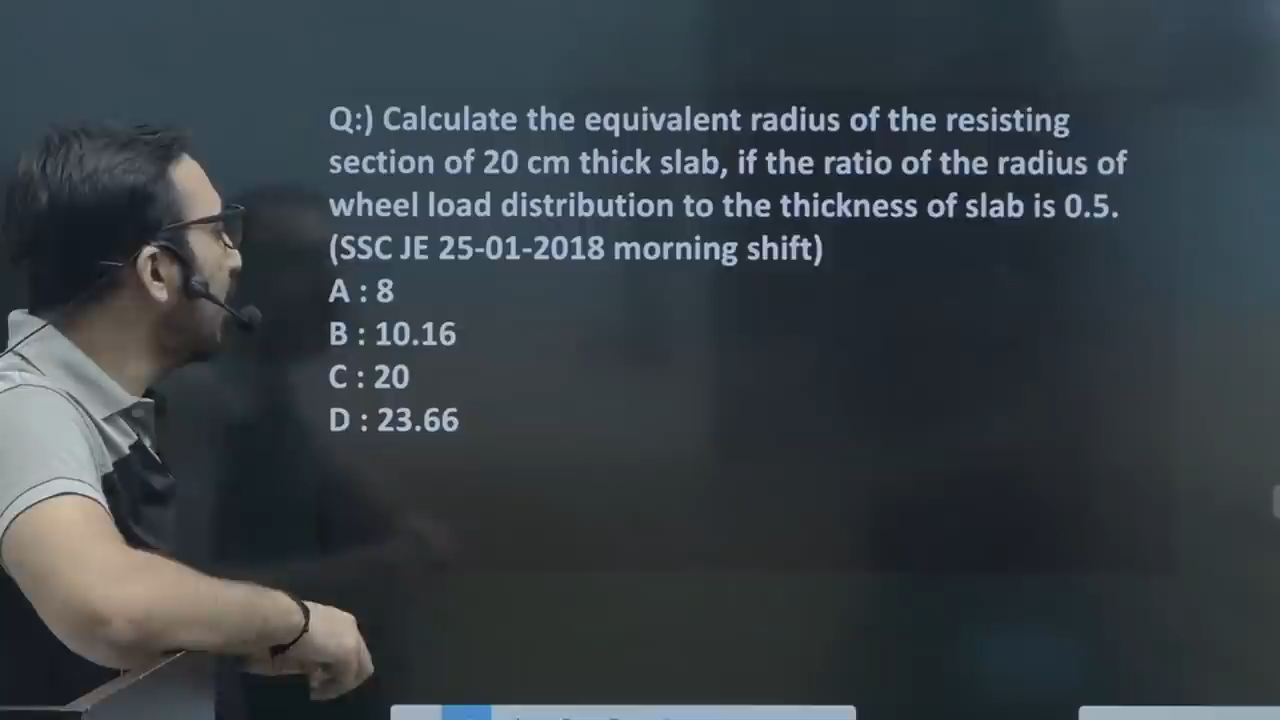 Q:) Calculate the equivalent radius of the resisting
section of 20 cm thick slab, if the ratio of the radius of
wheel load distribution to the thickness of slab is 0.5.
(SSC JE 25-01-2018 morning shift)
A : 8
B : 10.16
C : 20
D : 23.66